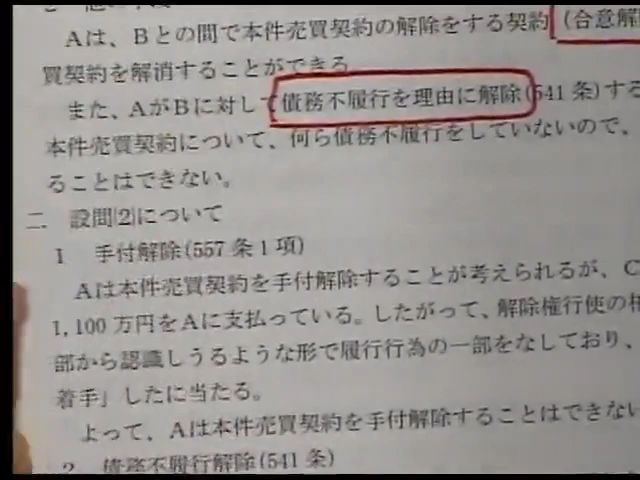 Aは、Bとの間で本件売買契約の解除をする契約(合意解
買契約を解消することができる
また、AがBに対して債務不履行を理由に解除(541条)する
本件売買契約について、何ら債務不履行をしていないので、
ることはできない。
二 設問[2]について
1 手付解除(557条1項)
Aは本件売買契約を手付解除することが考えられるが、C
1,100万円をAに支払っている。したがって、解除権行使の相
部から認識しうるような形で履行行為の一部をなしており、
着手」したに当たる。
よって、Aは本件売買契約を手付解除することはできない
2 債務不履行解除(541条)